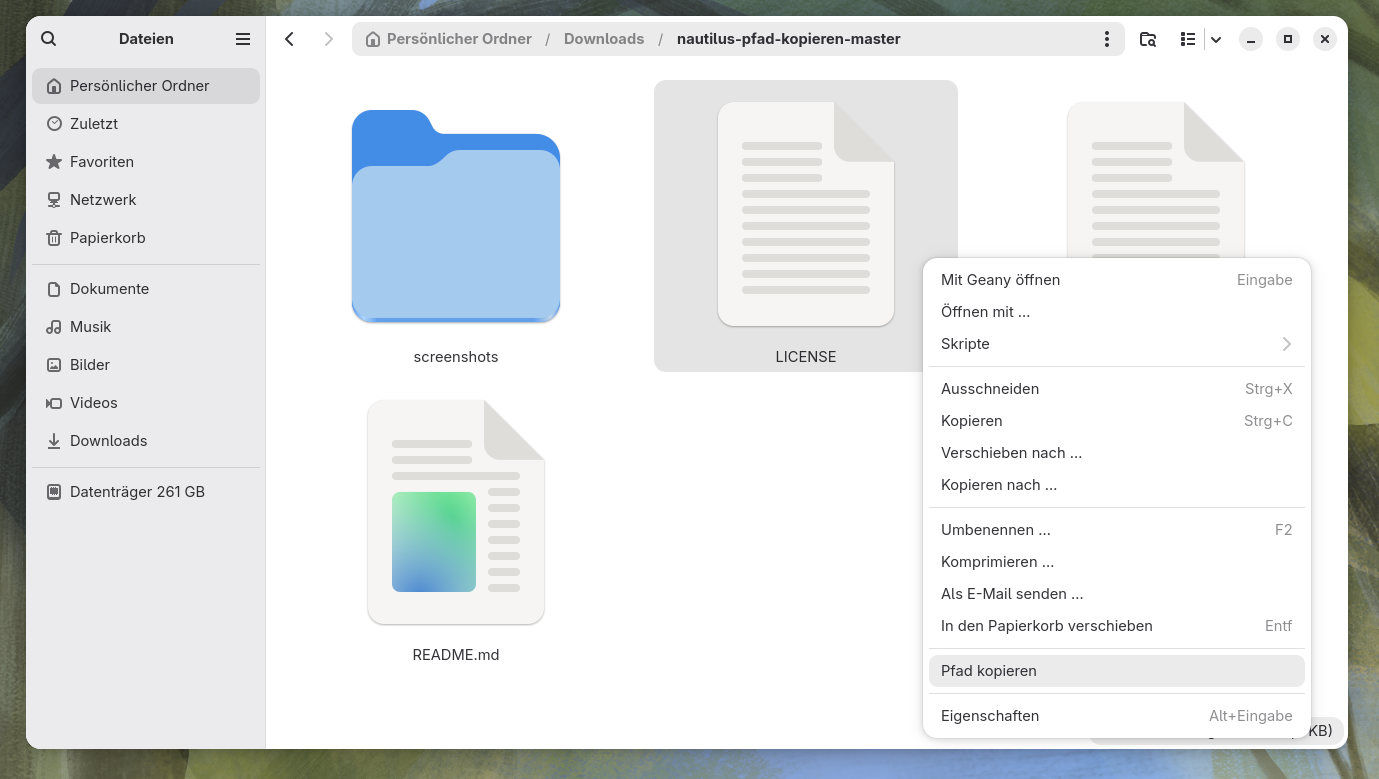 Dateien
Persönlicher Ordner / Downloads / nautilus-pfad-kopieren-master
Persönlicher Ordner
Zuletzt
Favoriten
Netzwerk
Papierkorb
Dokumente
Musik
Bilder
Videos
Downloads
Datenträger 261 GB
screenshots
LICENSE
README.md
Mit Geany öffnen Eingabe
Öffnen mit ...
Skripte
Ausschneiden Strg+X
Kopieren Strg+C
Verschieben nach ...
Kopieren nach ...
Umbenennen ... F2
Komprimieren ...
Als E-Mail senden ...
In den Papierkorb verschieben Entf
Pfad kopieren
Eigenschaften Alt+Eingabe
KB)